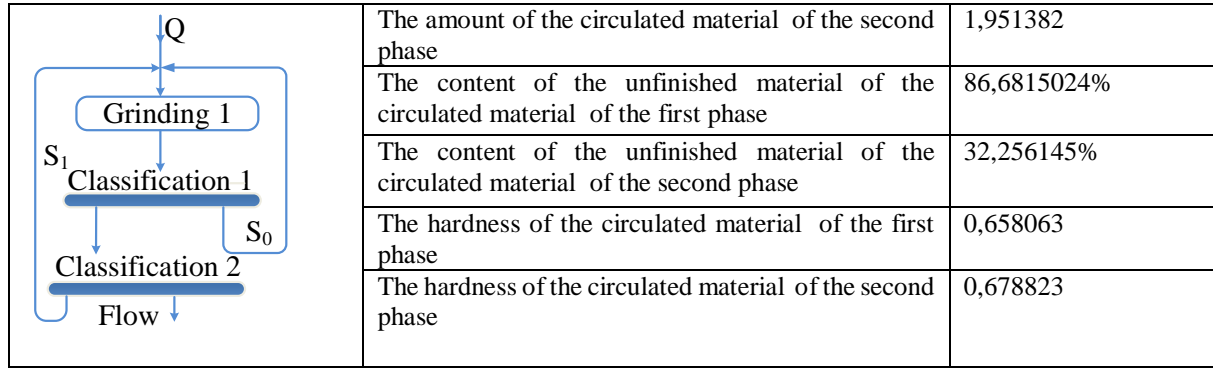 Q
Grinding 1
S1
Classification 1
S0
Classification 2
Flow
The amount of the circulated material of the second
phase
1,951382
The content of the unfinished material of the
circulated material of the first phase
86,6815024%
The content of the unfinished material of the
circulated material of the second phase
32,256145%
The hardness of the circulated material of the first
phase
0,658063
The hardness of the circulated material of the second
phase
0,678823